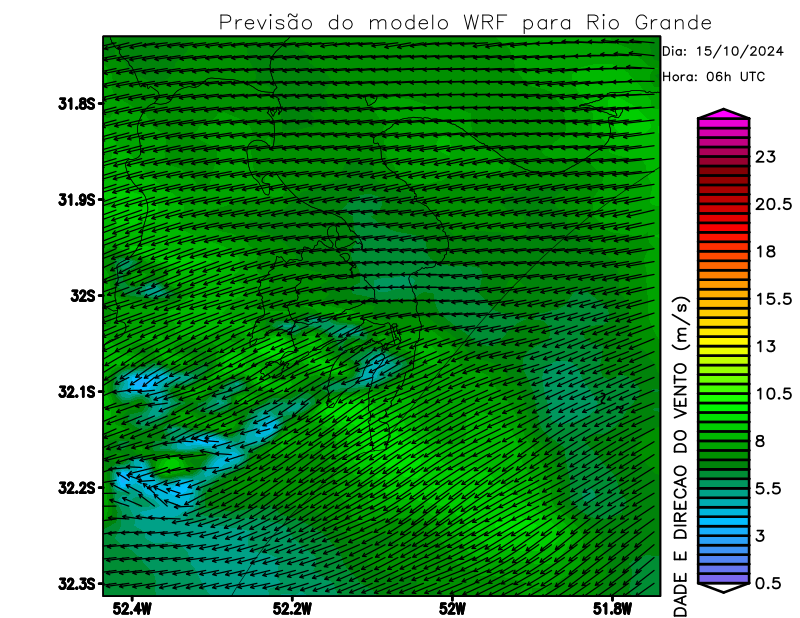 Previsão do modelo WRF para Rio Grande
Dia: 15/10/2024
Hora: 06h UTC
31.8S
31.9S
32S
32.1S
32.2S
32.3S
52.4W
52.2W
52W
51.8W
23
20.5
18
15.5
13
10.5
8
5.5
3
0.5
DADE E DIRECAO DO VENTO (m/s)